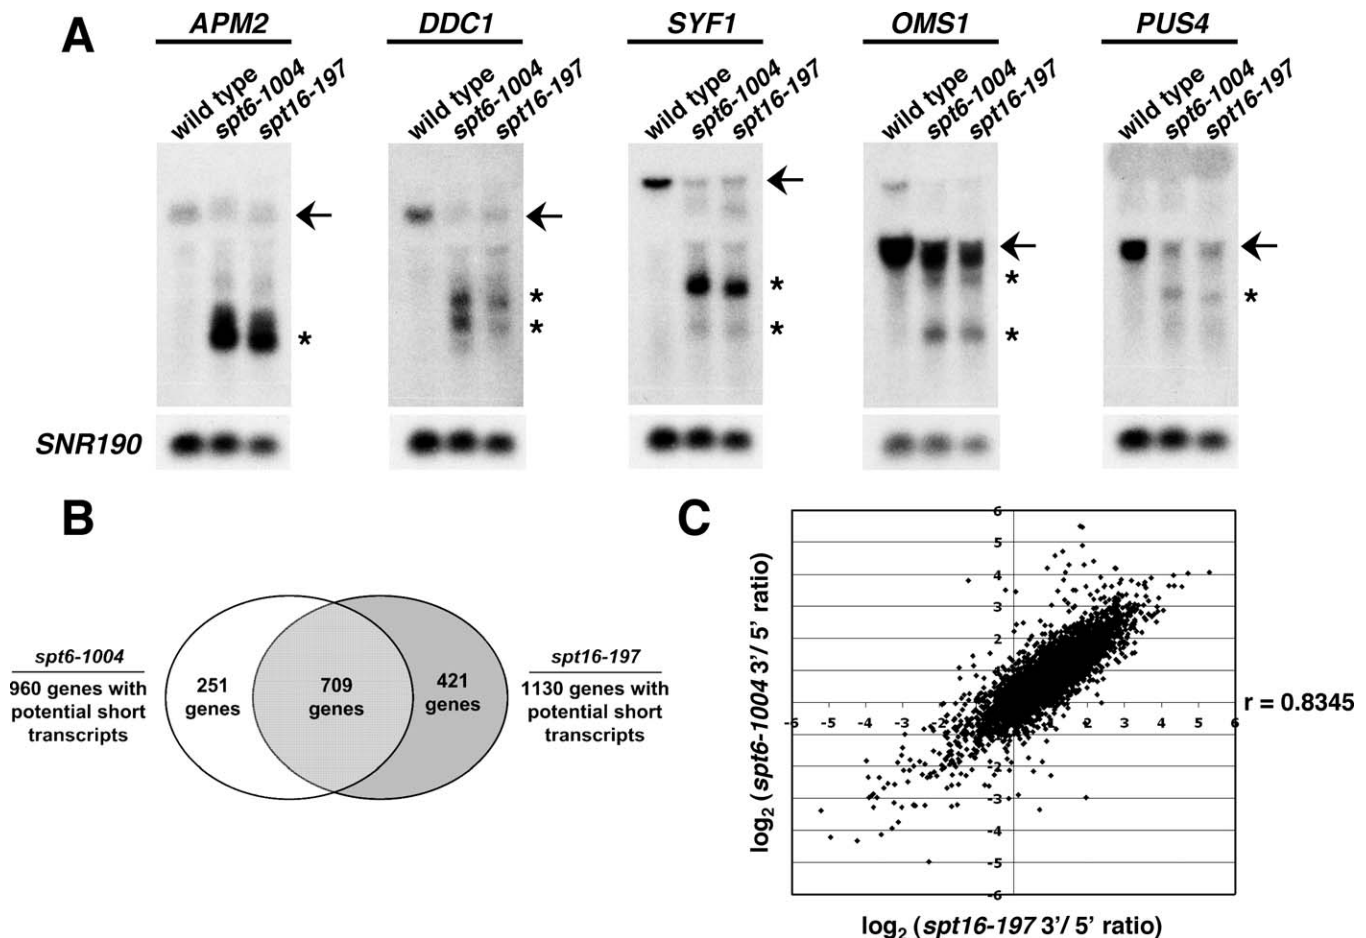 A
APM2
DDC1
SYF1
OMS1
PUS4
wild type
spt6-1004
spt16-197
wild type
spt6-1004
spt16-197
wild type
spt6-1004
spt16-197
wild type
spt6-1004
spt16-197
wild type
spt6-1004
spt16-197
*
*
*
*
*
*
*
*
SNR190
B
spt6-1004
960 genes with
potential short
transcripts
251
genes
709
genes
421
genes
spt16-197
1130 genes with
potential short
transcripts
C
log2 (spt6-1004 3'/ 5' ratio)
6
5
4
3
2
-6 -5 -4 -3 -2 1 2 3 4 5 6
-2
-3
-4
-5
-6
r = 0.8345
log2 (spt16-197 3'/ 5' ratio)